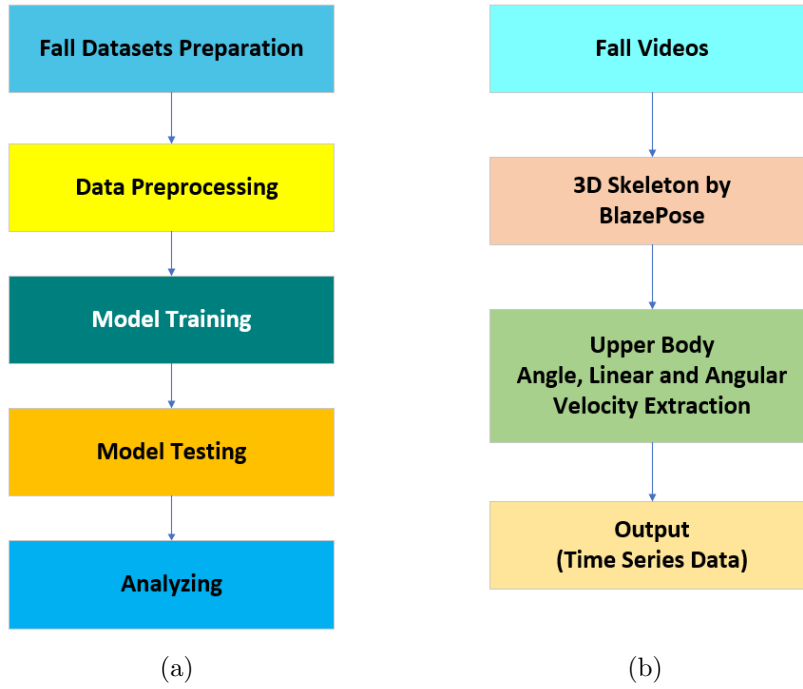 Fall Datasets Preparation
Data Preprocessing
Model Training
Model Testing
Analyzing
(a)
Fall Videos
3D Skeleton by
BlazePose
Upper Body
Angle, Linear and Angular
Velocity Extraction
Output
(Time Series Data)
(b)